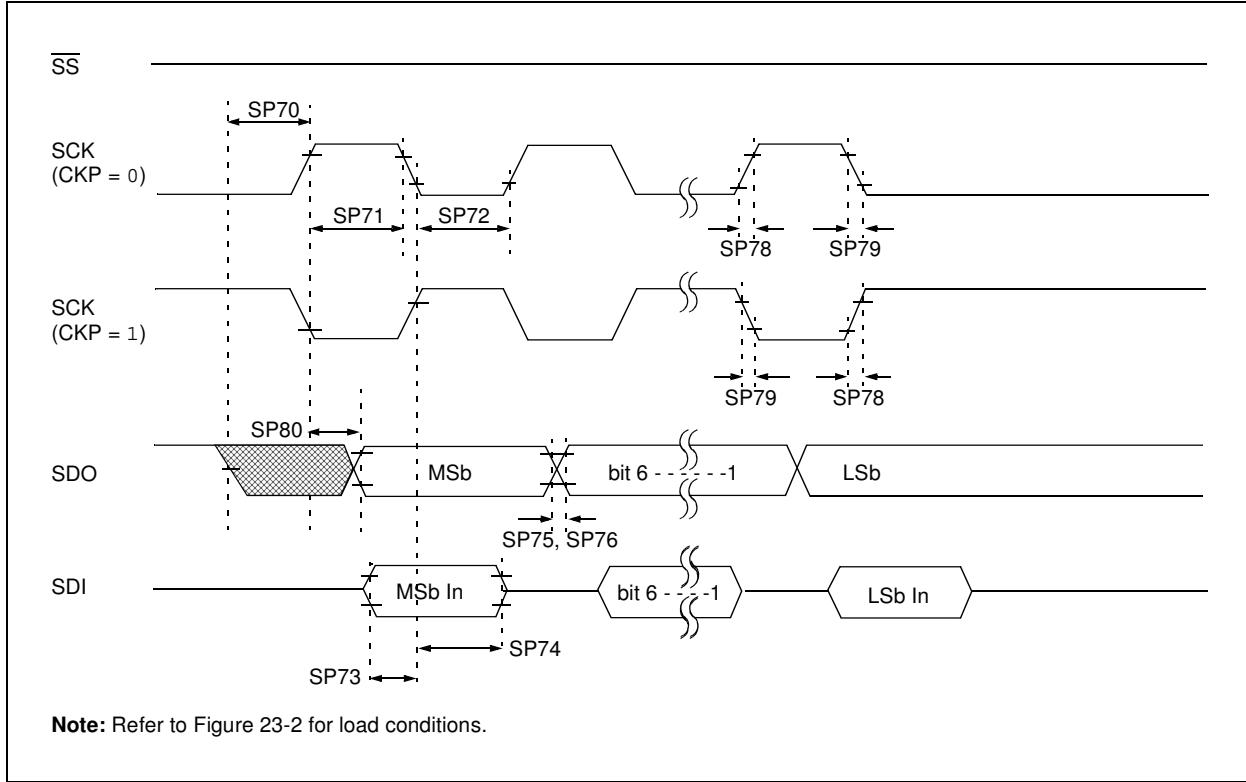 SS
SP70
SCK
(CKP = 0)
SP71
SP72
SP78
SP79
SCK
(CKP = 1)
SP79
SP78
SP80
SDO
MSb
bit 6 - - - - - - -1
LSb
SP75, SP76
SDI
MSb In
bit 6 - - - - -1
LSb In
SP74
SP73
Note: Refer to Figure 23-2 for load conditions.